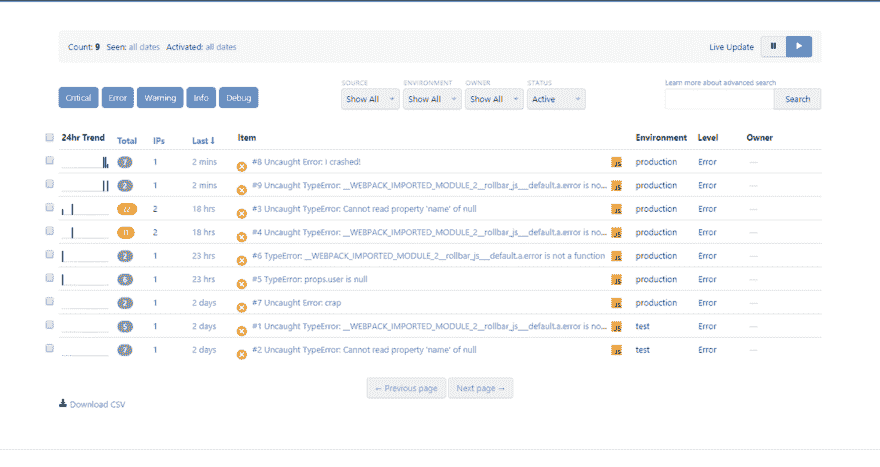 Count: 9 Seen: all dates Activated: all dates
Live Update
Critical Error Warning Info Debug
SOURCE ENVIRONMENT OWNER STATUS
Show All Show All Show All Active
Learn more about advanced search
Search
24hr Trend Total IPs Last ↓ Item Environment Level Owner
1 2 mins #8 Uncaught Error: I crashed! JS production Error —
2 1 2 mins #9 Uncaught TypeError: __WEBPACK_IMPORTED_MODULE_2__rollbar_js___default.a.error is no... JS production Error —
2 18 hrs #3 Uncaught TypeError: Cannot read property 'name' of null JS production Error —
11 2 18 hrs #4 Uncaught TypeError: __WEBPACK_IMPORTED_MODULE_2__rollbar_js___default.a.error is no... JS production Error —
2 1 23 hrs #6 TypeError: __WEBPACK_IMPORTED_MODULE_2__rollbar_js___default.a.error is not a function JS production Error —
1 23 hrs #5 TypeError: props.user is null JS production Error —
1 2 days #7 Uncaught Error: crap JS production Error —
1 2 days #1 Uncaught TypeError: __WEBPACK_IMPORTED_MODULE_2__rollbar_js___default.a.error is no... JS test Error —
1 2 days #2 Uncaught TypeError: Cannot read property 'name' of null JS test Error —
← Previous page Next page →
Download CSV